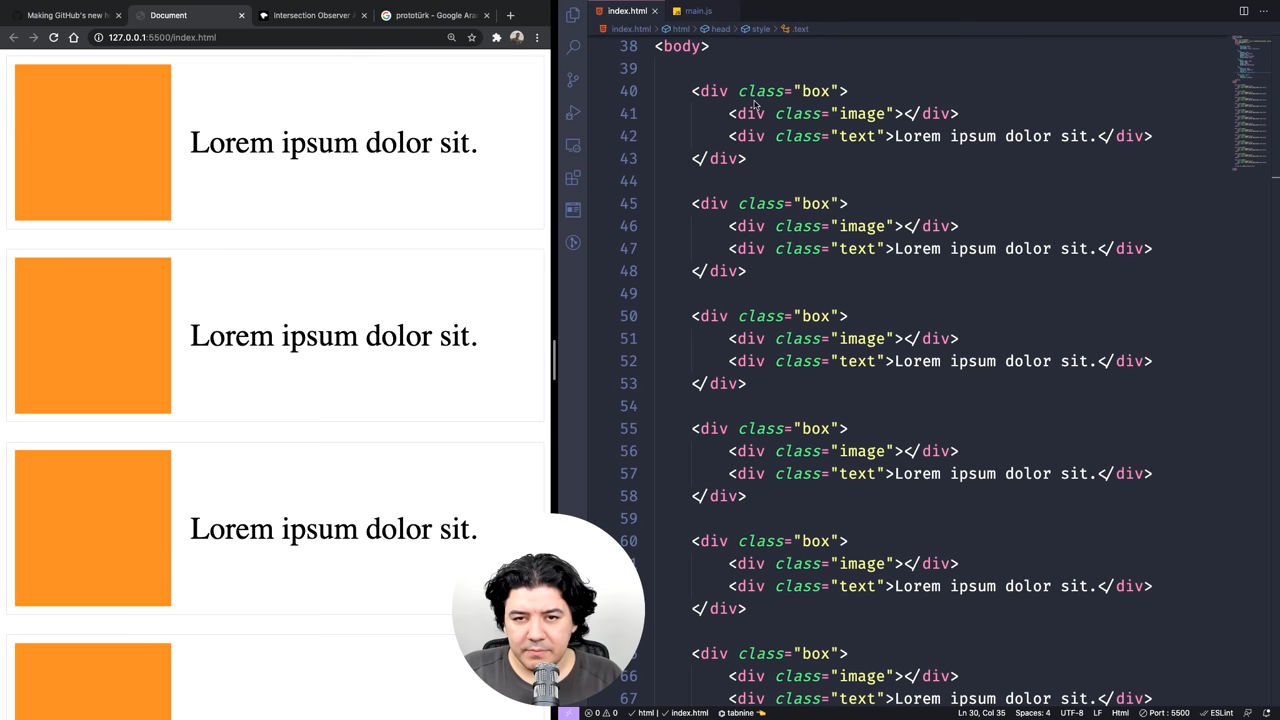 Making GitHub's new h
Document
Intersection Observer A
prototürk - Google Ara
127.0.0.1:5500/index.html
Lorem ipsum dolor sit.
Lorem ipsum dolor sit.
Lorem ipsum dolor sit.
index.html
main.js
index.html > html > head > style > .text
38 <body>
39
40 <div class="box">
41 <div class="image"></div>
42 <div class="text">Lorem ipsum dolor sit.</div>
43 </div>
44
45 <div class="box">
46 <div class="image"></div>
47 <div class="text">Lorem ipsum dolor sit.</div>
48 </div>
49
50 <div class="box">
51 <div class="image"></div>
52 <div class="text">Lorem ipsum dolor sit.</div>
53 </div>
54
55 <div class="box">
56 <div class="image"></div>
57 <div class="text">Lorem ipsum dolor sit.</div>
58 </div>
59
60 <div class="box">
<div class="image"></div>
<div class="text">Lorem ipsum dolor sit.</div>
</div>
<div class="box">
66 <div class="image"></div>
67 <div class="text">Lorem ipsum dolor sit.</div>
0 0 html index.html tabnine Ln 30, Col 35 Spaces: 4 UTF-8 LF Html Port : 5500 ESLint